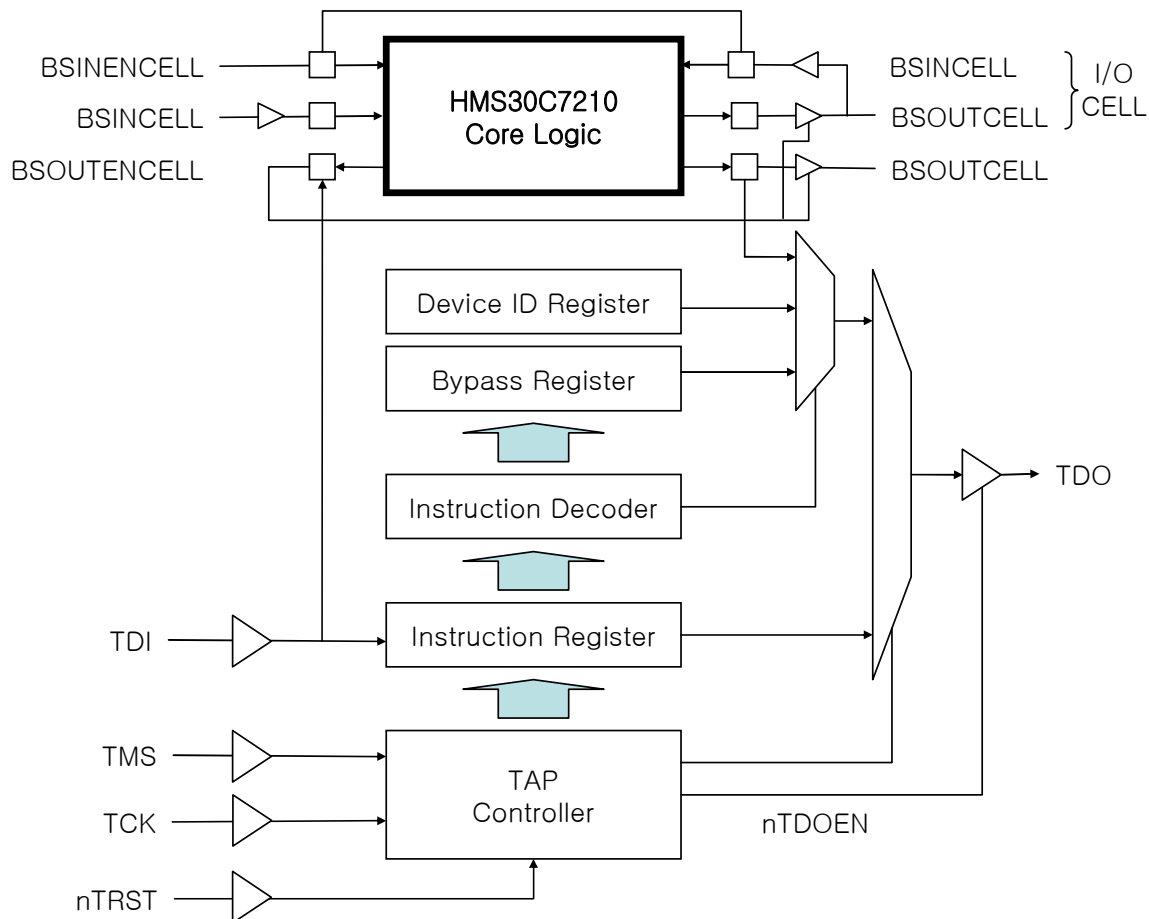 BSINENCELL
BSINCELL
BSOUTENCELL
HMS30C7210
Core Logic
BSINCELL
BSOUTCELL
I/O
CELL
BSOUTCELL
Device ID Register
Bypass Register
Instruction Decoder
TDO
TDI
Instruction Register
TMS
TCK
nTRST
TAP
Controller
nTDOEN